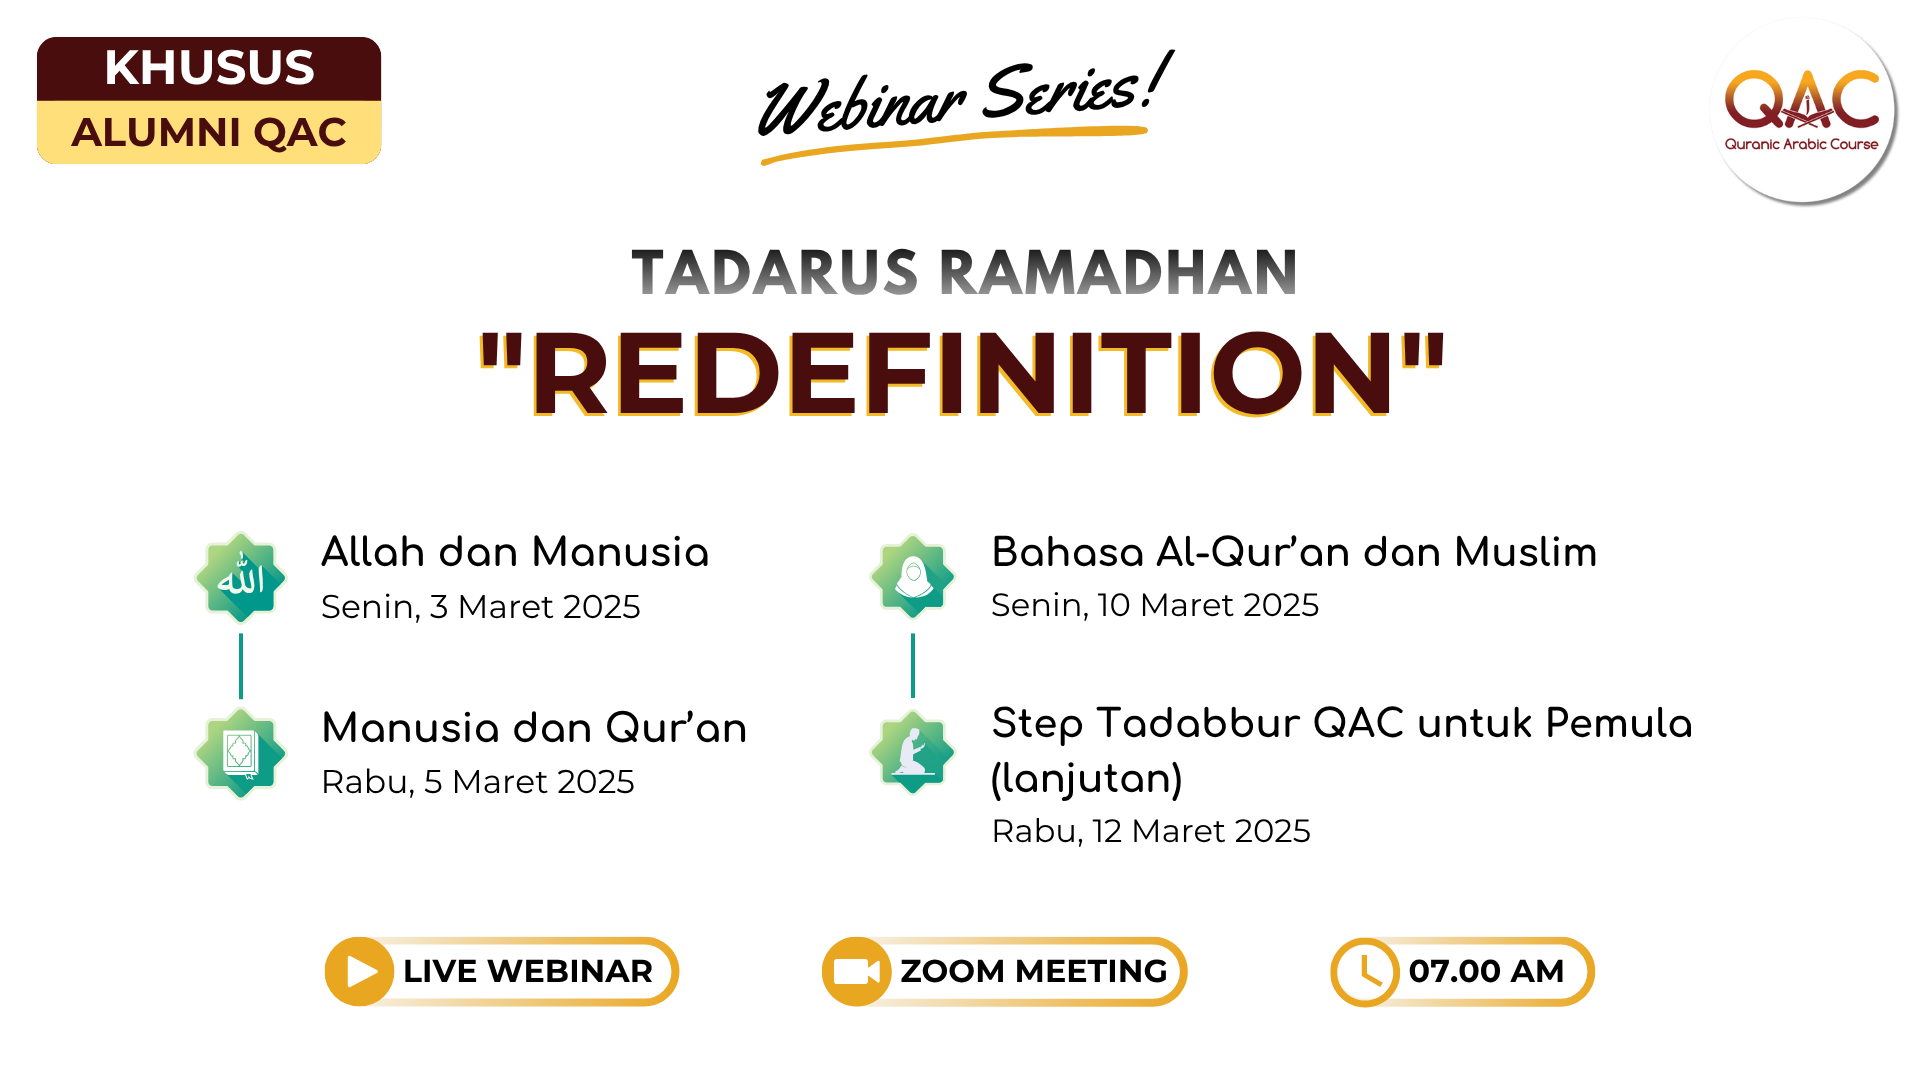 KHUSUS
ALUMNI QAC
Webinar Series!
QAC
Quranic Arabic Course
TADARUS RAMADHAN
"REDEFINITION"
الله
Allah dan Manusia
Senin, 3 Maret 2025
Manusia dan Qur’an
Rabu, 5 Maret 2025
Bahasa Al-Qur’an dan Muslim
Senin, 10 Maret 2025
Step Tadabbur QAC untuk Pemula
(lanjutan)
Rabu, 12 Maret 2025
LIVE WEBINAR
ZOOM MEETING
07.00 AM